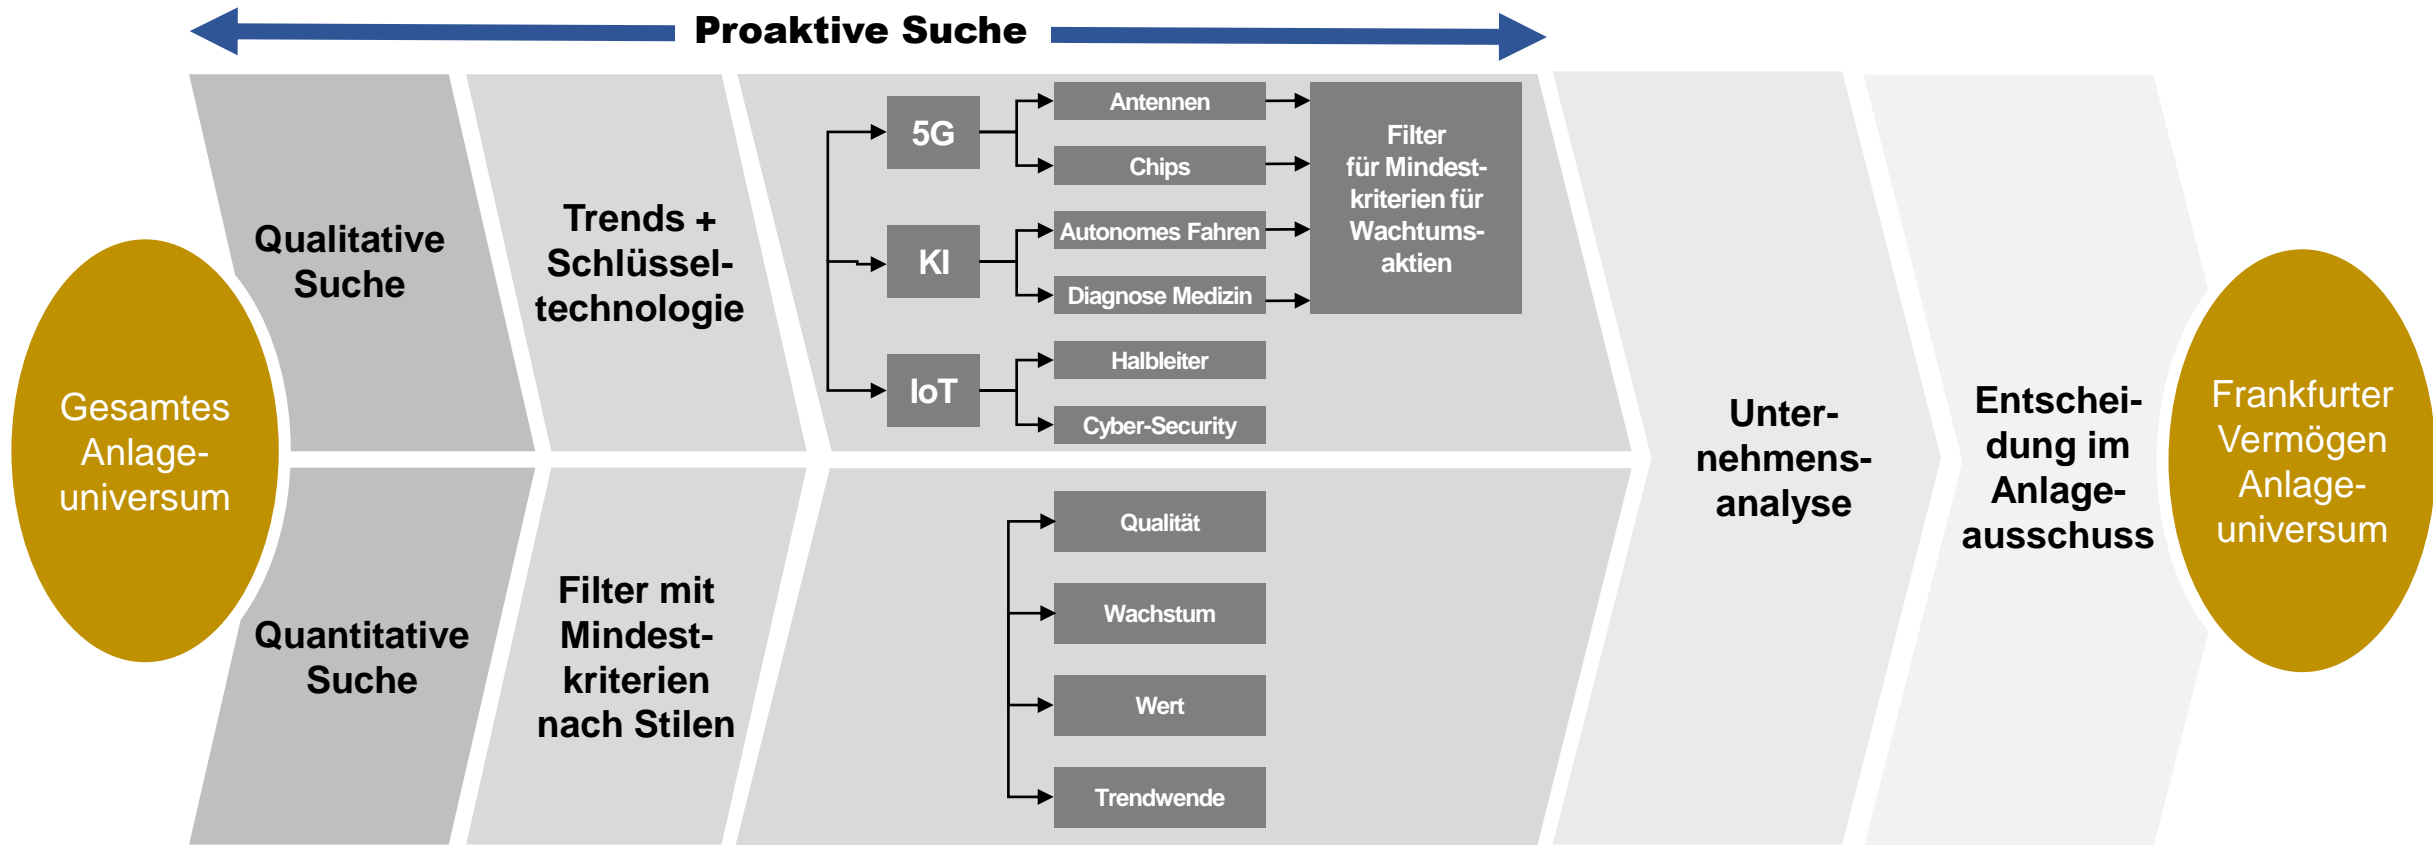 Proaktive Suche
Gesamtes
Anlage-
universum
Qualitative
Suche
Trends +
Schlüssel-
technologie
5G
Antennen
Chips
KI
Autonomes Fahren
Diagnose Medizin
IoT
Halbleiter
Cyber-Security
Filter
für Mindest-
kriterien für
Wachtums-
aktien
Quantitative
Suche
Filter mit
Mindest-
kriterien
nach Stilen
Qualität
Wachstum
Wert
Trendwende
Unter-
nehmens-
analyse
Entschei-
dung im
Anlage-
ausschuss
Frankfurter
Vermögen
Anlage-
universum